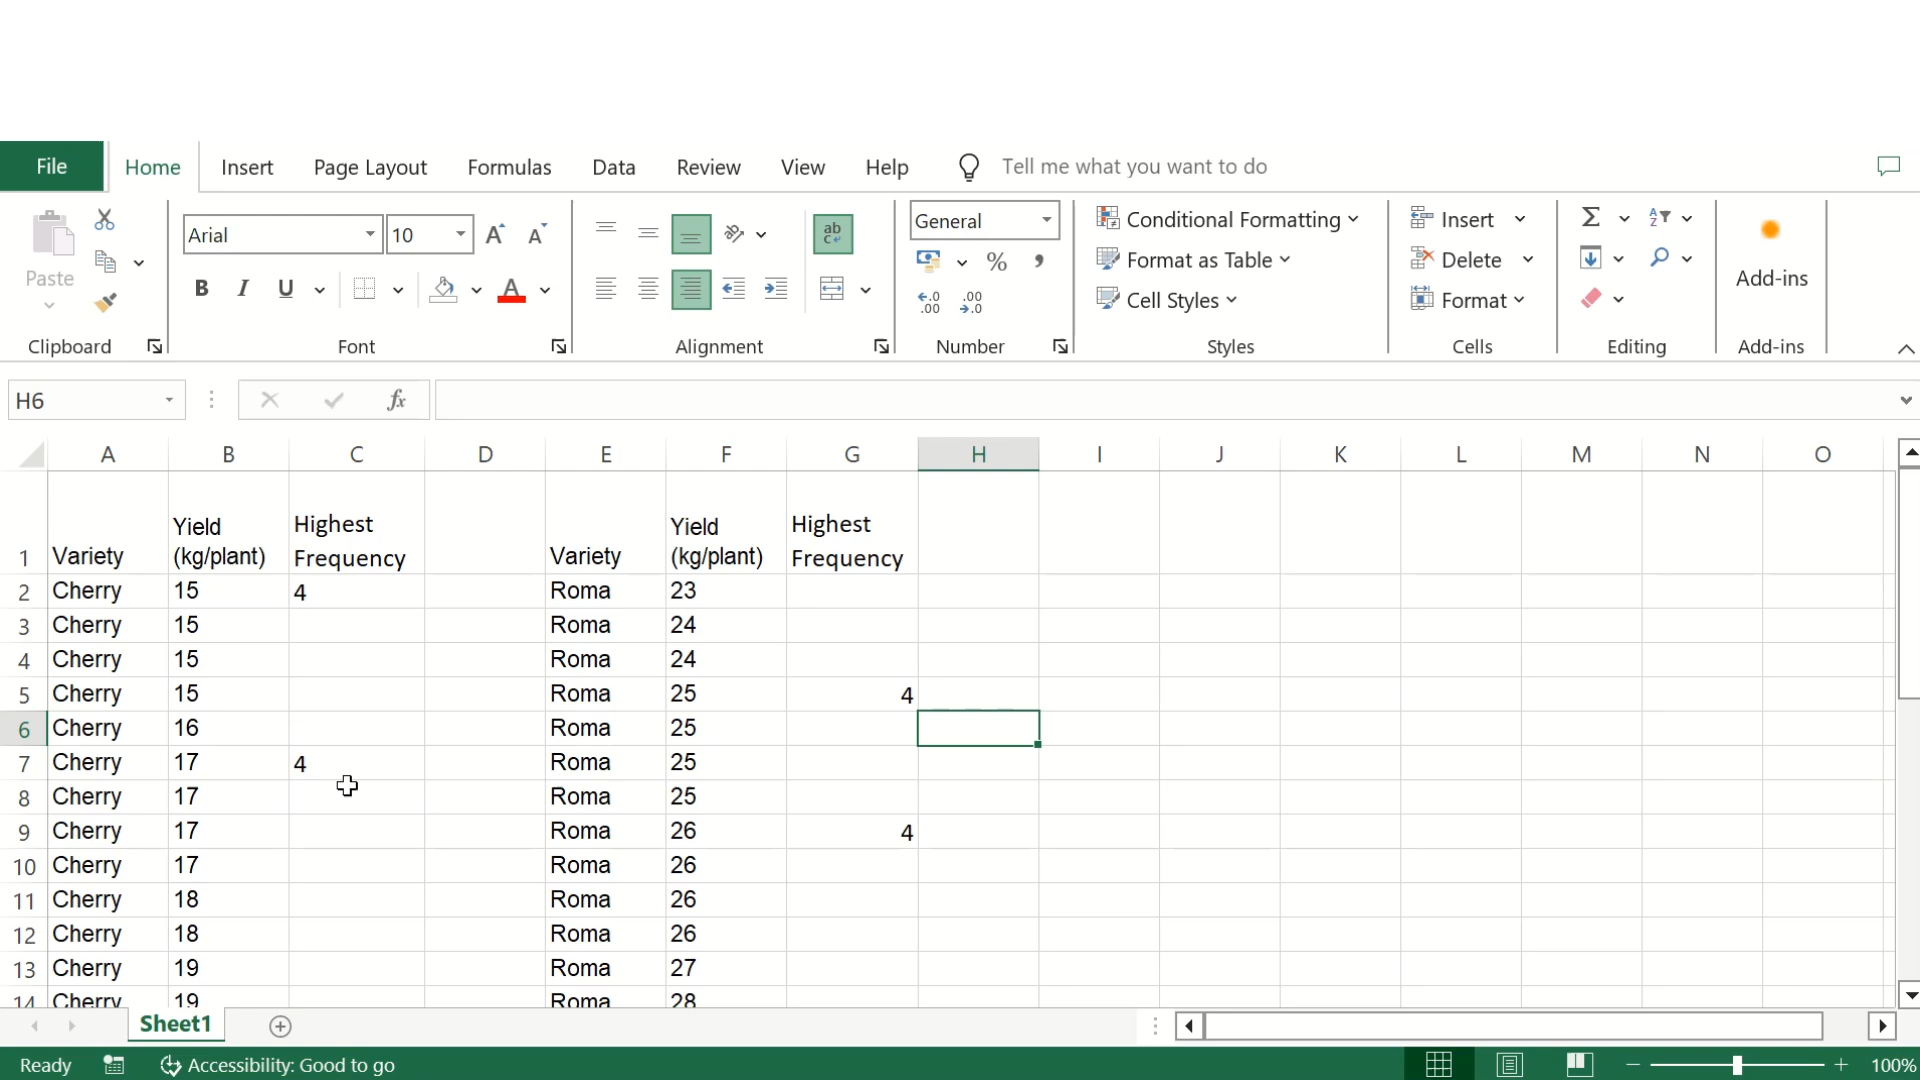 File Home Insert Page Layout Formulas Data Review View Help Tell me what you want to do
Paste
Clipboard
Arial 10
B I U A
Font
ab
Alignment
General
% ,
Number
Conditional Formatting
Format as Table
Cell Styles
Styles
Insert
Delete
Format
Cells
Σ
Editing
Add-ins
Add-ins
H6 fx
A B C D E F G H I J K L M N O
1 Variety Yield (kg/plant) Highest Frequency Variety Yield (kg/plant) Highest Frequency
2 Cherry 15 4 Roma 23
3 Cherry 15 Roma 24
4 Cherry 15 Roma 24
5 Cherry 15 Roma 25 4
6 Cherry 16 Roma 25
7 Cherry 17 4 Roma 25
8 Cherry 17 Roma 25
9 Cherry 17 Roma 26 4
10 Cherry 17 Roma 26
11 Cherry 18 Roma 26
12 Cherry 18 Roma 26
13 Cherry 19 Roma 27
14 Cherry 19 Roma 28
Sheet1
Ready Accessibility: Good to go 100%